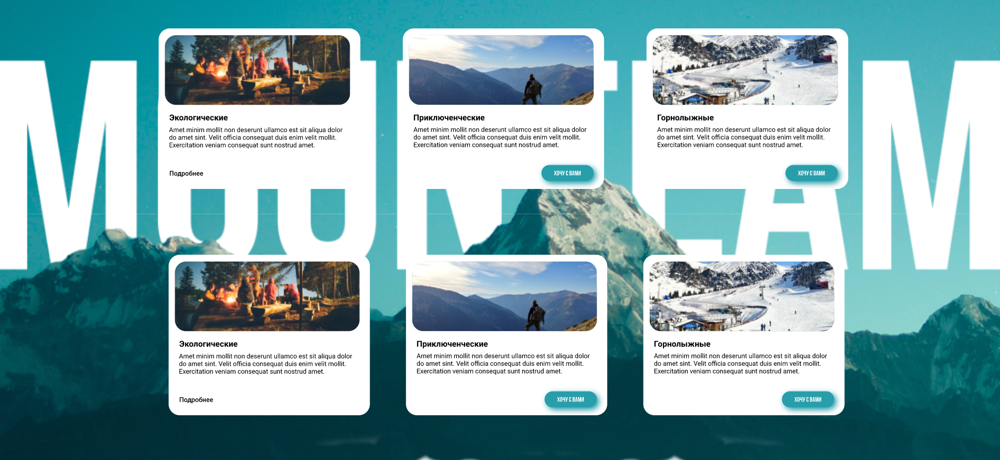 Экологические
Amet minim mollit non deserunt ullamco est sit aliqua dolor
do amet sint. Velit officia consequat duis enim velit mollit.
Exercitation veniam consequat sunt nostrud amet.
Подробнее
Приключенческие
Amet minim mollit non deserunt ullamco est sit aliqua dolor
do amet sint. Velit officia consequat duis enim velit mollit.
Exercitation veniam consequat sunt nostrud amet.
ХОЧУ С ВАМИ
Горнолыжные
Amet minim mollit non deserunt ullamco est sit aliqua dolor
do amet sint. Velit officia consequat duis enim velit mollit.
Exercitation veniam consequat sunt nostrud amet.
ХОЧУ С ВАМИ
Экологические
Amet minim mollit non deserunt ullamco est sit aliqua dolor
do amet sint. Velit officia consequat duis enim velit mollit.
Exercitation veniam consequat sunt nostrud amet.
Подробнее
Приключенческие
Amet minim mollit non deserunt ullamco est sit aliqua dolor
do amet sint. Velit officia consequat duis enim velit mollit.
Exercitation veniam consequat sunt nostrud amet.
ХОЧУ С ВАМИ
Горнолыжные
Amet minim mollit non deserunt ullamco est sit aliqua dolor
do amet sint. Velit officia consequat duis enim velit mollit.
Exercitation veniam consequat sunt nostrud amet.
ХОЧУ С ВАМИ